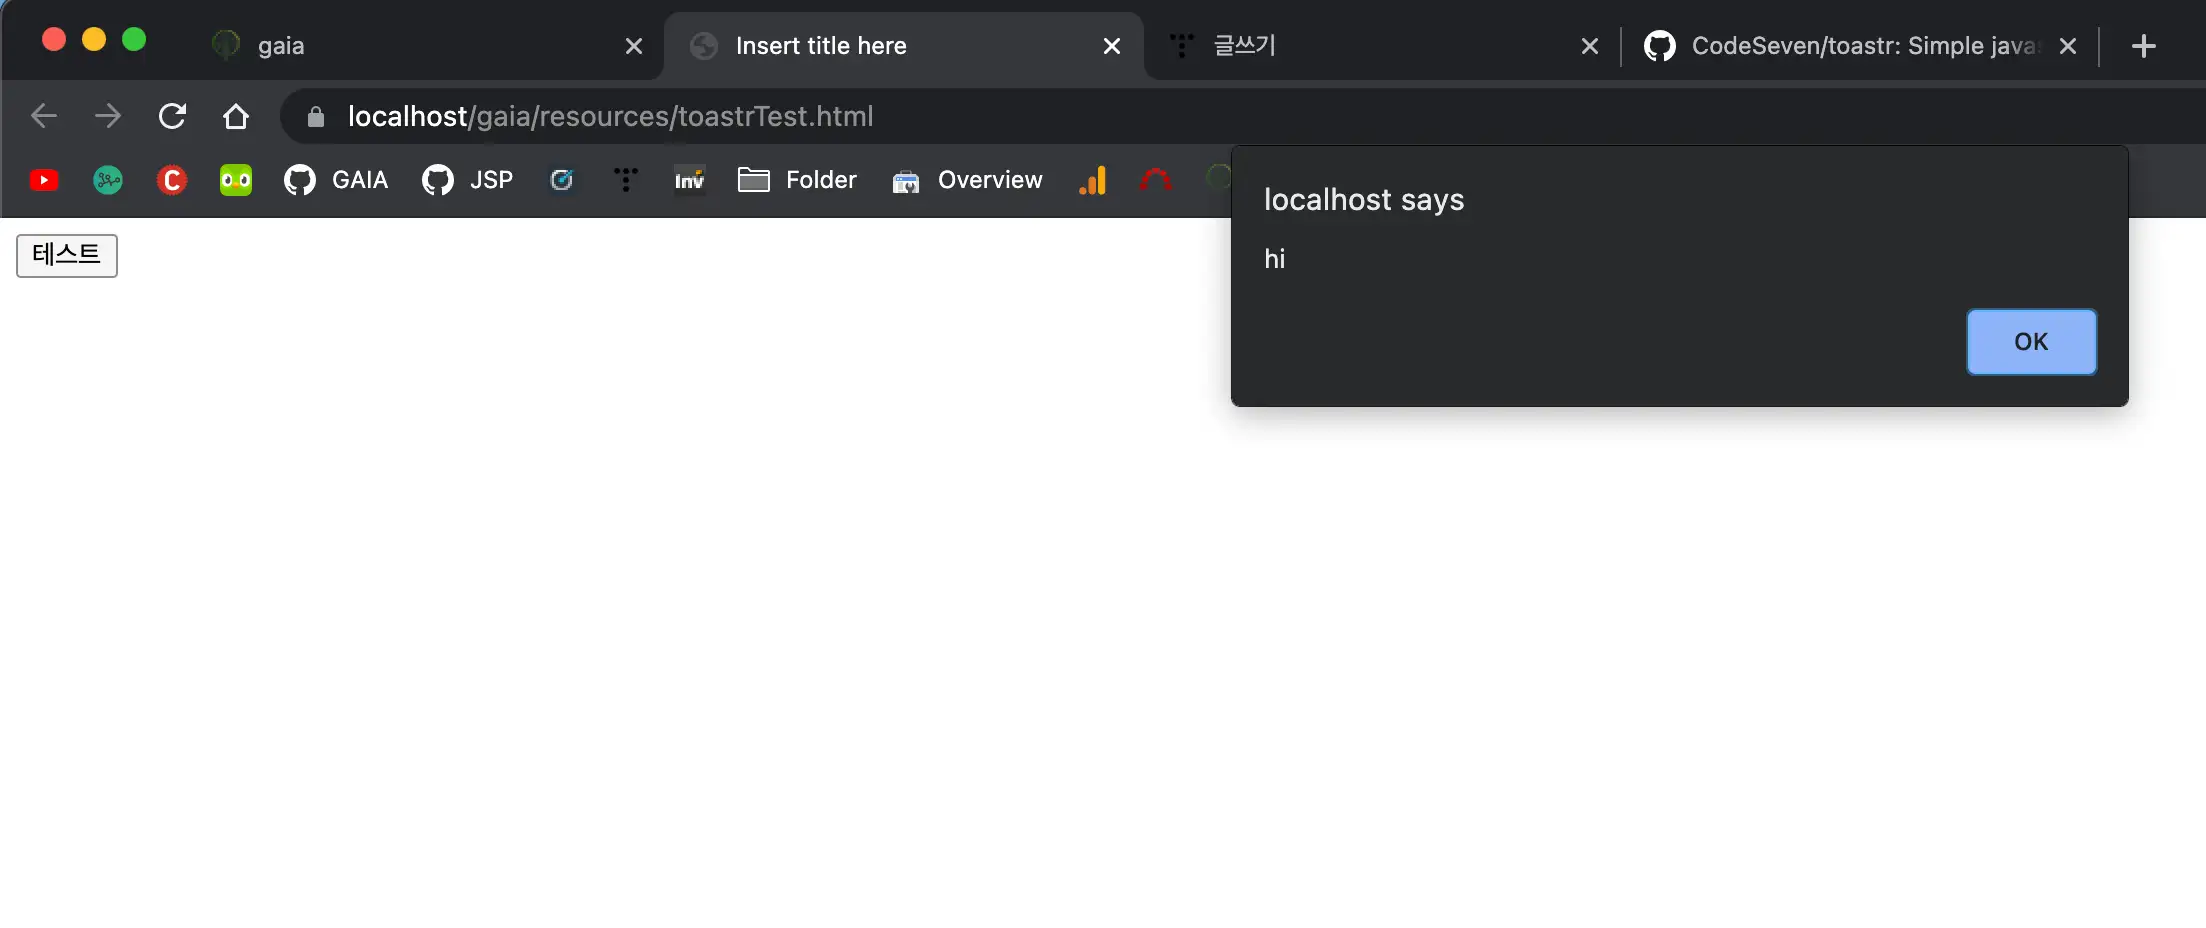 gaia
Insert title here
글쓰기
CodeSeven/toastr: Simple javas
localhost/gaia/resources/toastrTest.html
C
GAIA
JSP
inv
Folder
Overview
localhost says
hi
OK
테스트